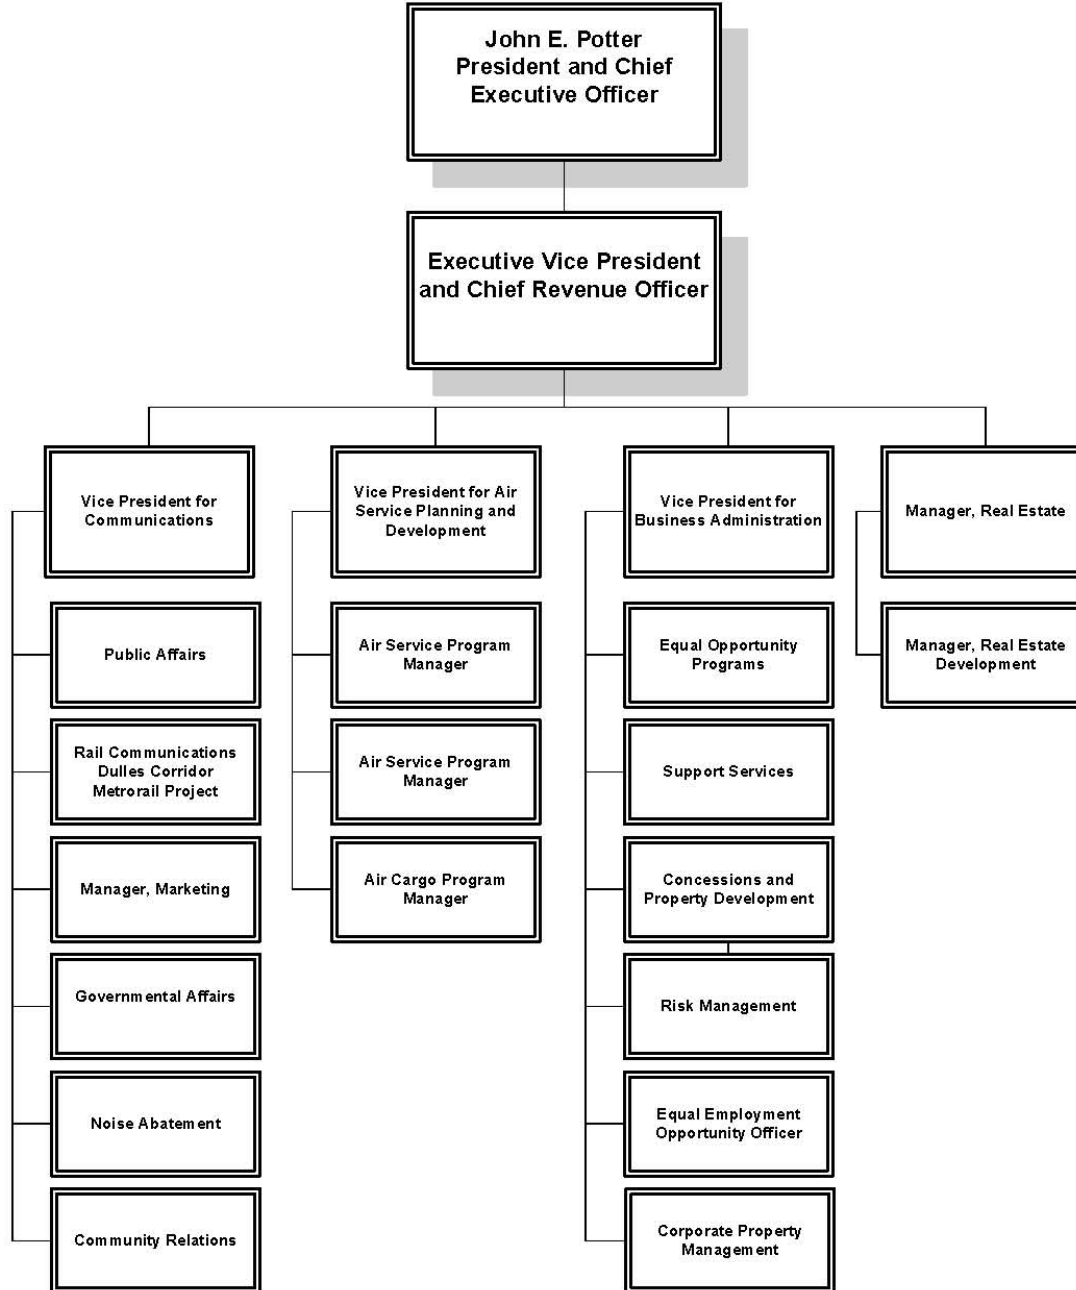 John E. Potter
President and Chief
Executive Officer
Executive Vice President
and Chief Revenue Officer
Vice President for
Communications
Vice President for Air
Service Planning and
Development
Vice President for
Business Administration
Manager, Real Estate
Public Affairs
Air Service Program
Manager
Equal Opportunity
Programs
Manager, Real Estate
Development
Rail Communications
Dulles Corridor
Metrorail Project
Air Service Program
Manager
Support Services
Manager, Marketing
Air Cargo Program
Manager
Concessions and
Property Development
Governmental Affairs
Risk Management
Noise Abatement
Equal Employment
Opportunity Officer
Community Relations
Corporate Property
Management